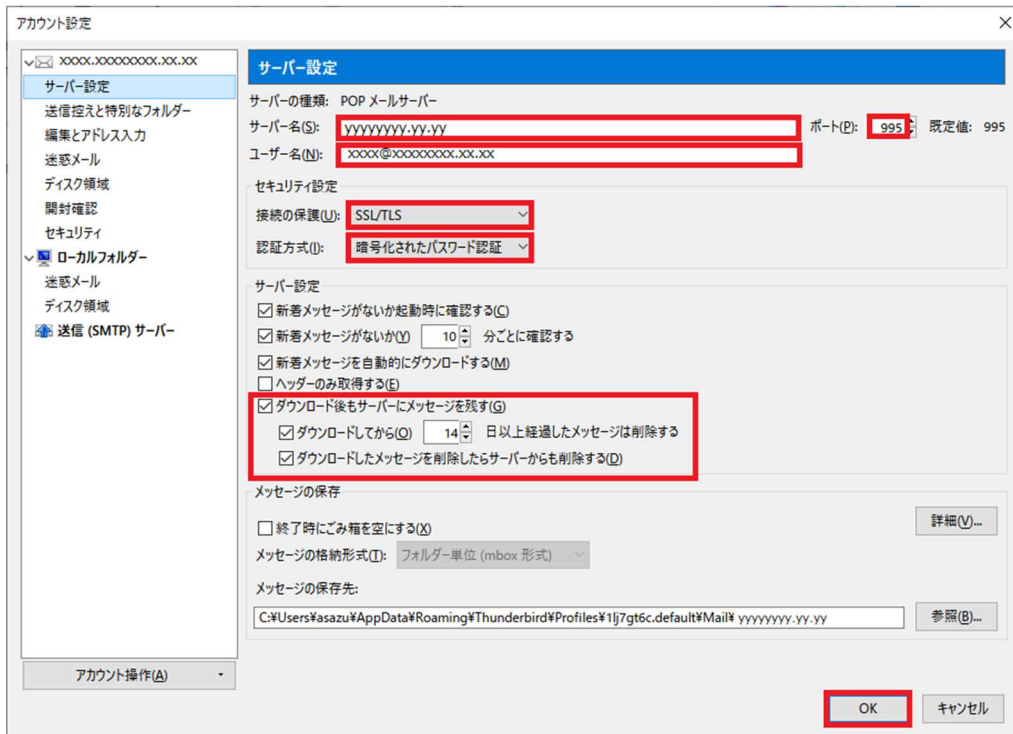 アカウント設定
xxxx.xxxxxxxx.xx.xx
サーバー設定
送信控えと特別なフォルダー
編集とアドレス入力
迷惑メール
ディスク領域
開封確認
セキュリティ
ローカルフォルダー
迷惑メール
ディスク領域
送信 (SMTP) サーバー
アカウント操作(A)
サーバー設定
サーバーの種類: POP メールサーバー
サーバー名(S): yyyyyyyy.yy.yy ポート(P): 995 既定値: 995
ユーザー名(N): xxxx@xxxxxxxx.xx.xx
セキュリティ設定
接続の保護(U): SSL/TLS
認証方式(I): 暗号化されたパスワード認証
サーバー設定
新着メッセージがないか起動時に確認する(C)
新着メッセージがないか(Y) 10 分ごとに確認する
新着メッセージを自動的にダウンロードする(M)
ヘッダーのみ取得する(E)
ダウンロード後もサーバーにメッセージを残す(G)
ダウンロードしてから(O) 14 日以上経過したメッセージは削除する
ダウンロードしたメッセージを削除したらサーバーからも削除する(D)
メッセージの保存
終了時にごみ箱を空にする(X) 詳細(V)...
メッセージの格納形式(T): フォルダー単位 (mbox 形式)
メッセージの保存先:
C:¥Users¥asazu¥AppData¥Roaming¥Thunderbird¥Profiles¥1lj7gt6c.default¥Mail¥ yyyyyyyy.yy.yy 参照(B)...
OK キャンセル